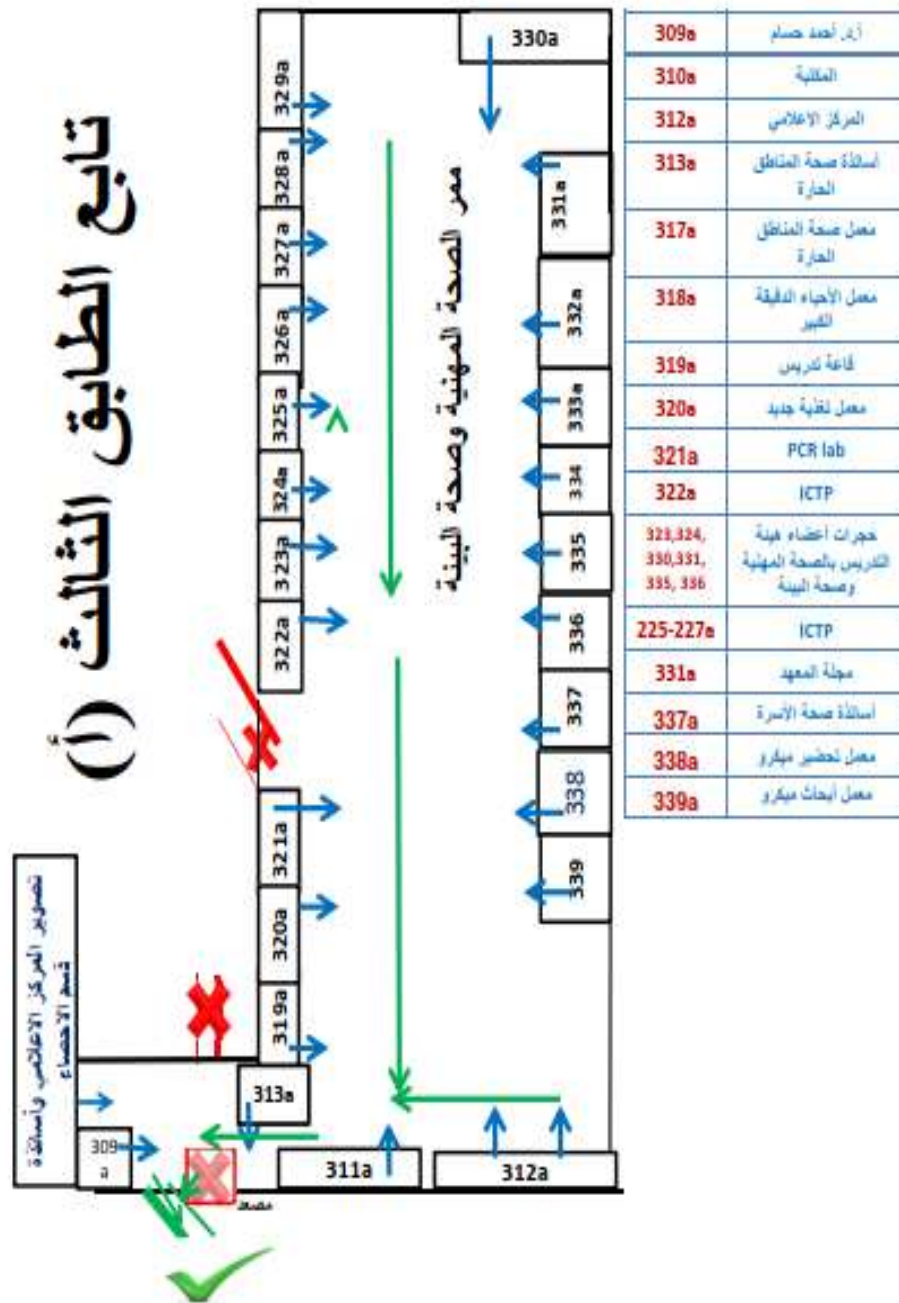 تابع الطابق الثالث (أ)
330a
329a
328a
327a
326a
325a
324a
323a
322a
321a
320a
319a
313a
309
a
311a
312a
331a
332a
333a
334
335
336
337
338
339
ممر الصحة المهنية وصحة البيئة
تصوير المركز الاعلامي وأساتذة
قسم الاحصاء
مصعد
309a أ.د. أحمد حسام
310a المكتبة
312a المركز الاعلامي
313a أساتذة صحة المناطق
الحارة
317a معمل صحة المناطق
الحارة
318a معمل الأحياء الدقيقة
الكبير
319a قاعة تدريس
320a معمل تغذية جديد
321a PCR lab
322a ICTP
323,324, حجرات أعضاء هيئة
330,331, التدريس بالصحة المهنية
335, 336 وصحة البيئة
225-227a ICTP
331a مجلة المعهد
337a أساتذة صحة الأسرة
338a معمل تحضير ميكرو
339a معمل أبحاث ميكرو